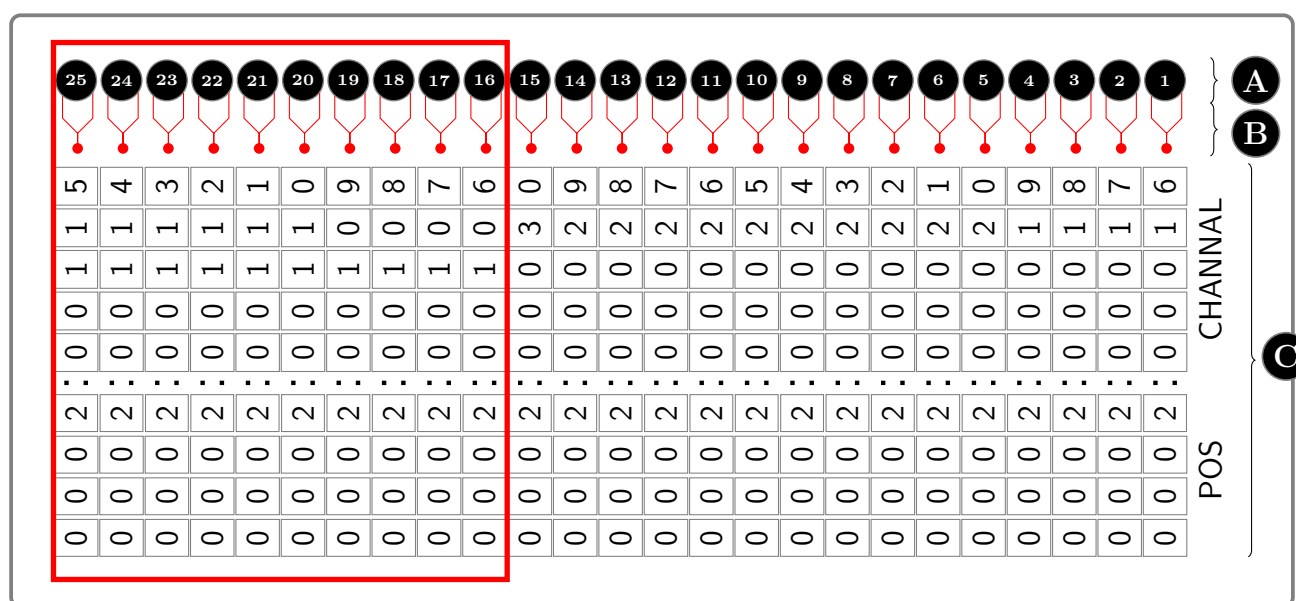 25 24 23 22 21 20 19 18 17 16 15 14 13 12 11 10 9 8 7 6 5 4 3 2 1 A
B
5 4 3 2 1 0 9 8 7 6 0 9 8 7 6 5 4 3 2 1 0 9 8 7 6
1 1 1 1 1 1 0 0 0 0 3 2 2 2 2 2 2 2 2 2 2 1 1 1 1
1 1 1 1 1 1 1 1 1 1 0 0 0 0 0 0 0 0 0 0 0 0 0 0 0
0 0 0 0 0 0 0 0 0 0 0 0 0 0 0 0 0 0 0 0 0 0 0 0 0
0 0 0 0 0 0 0 0 0 0 0 0 0 0 0 0 0 0 0 0 0 0 0 0 0
CHANNAL
C
: : : : : : : : : : : : : : : : : : : : : : : : :
2 2 2 2 2 2 2 2 2 2 2 2 2 2 2 2 2 2 2 2 2 2 2 2 2
0 0 0 0 0 0 0 0 0 0 0 0 0 0 0 0 0 0 0 0 0 0 0 0 0
0 0 0 0 0 0 0 0 0 0 0 0 0 0 0 0 0 0 0 0 0 0 0 0 0
0 0 0 0 0 0 0 0 0 0 0 0 0 0 0 0 0 0 0 0 0 0 0 0 0
POS